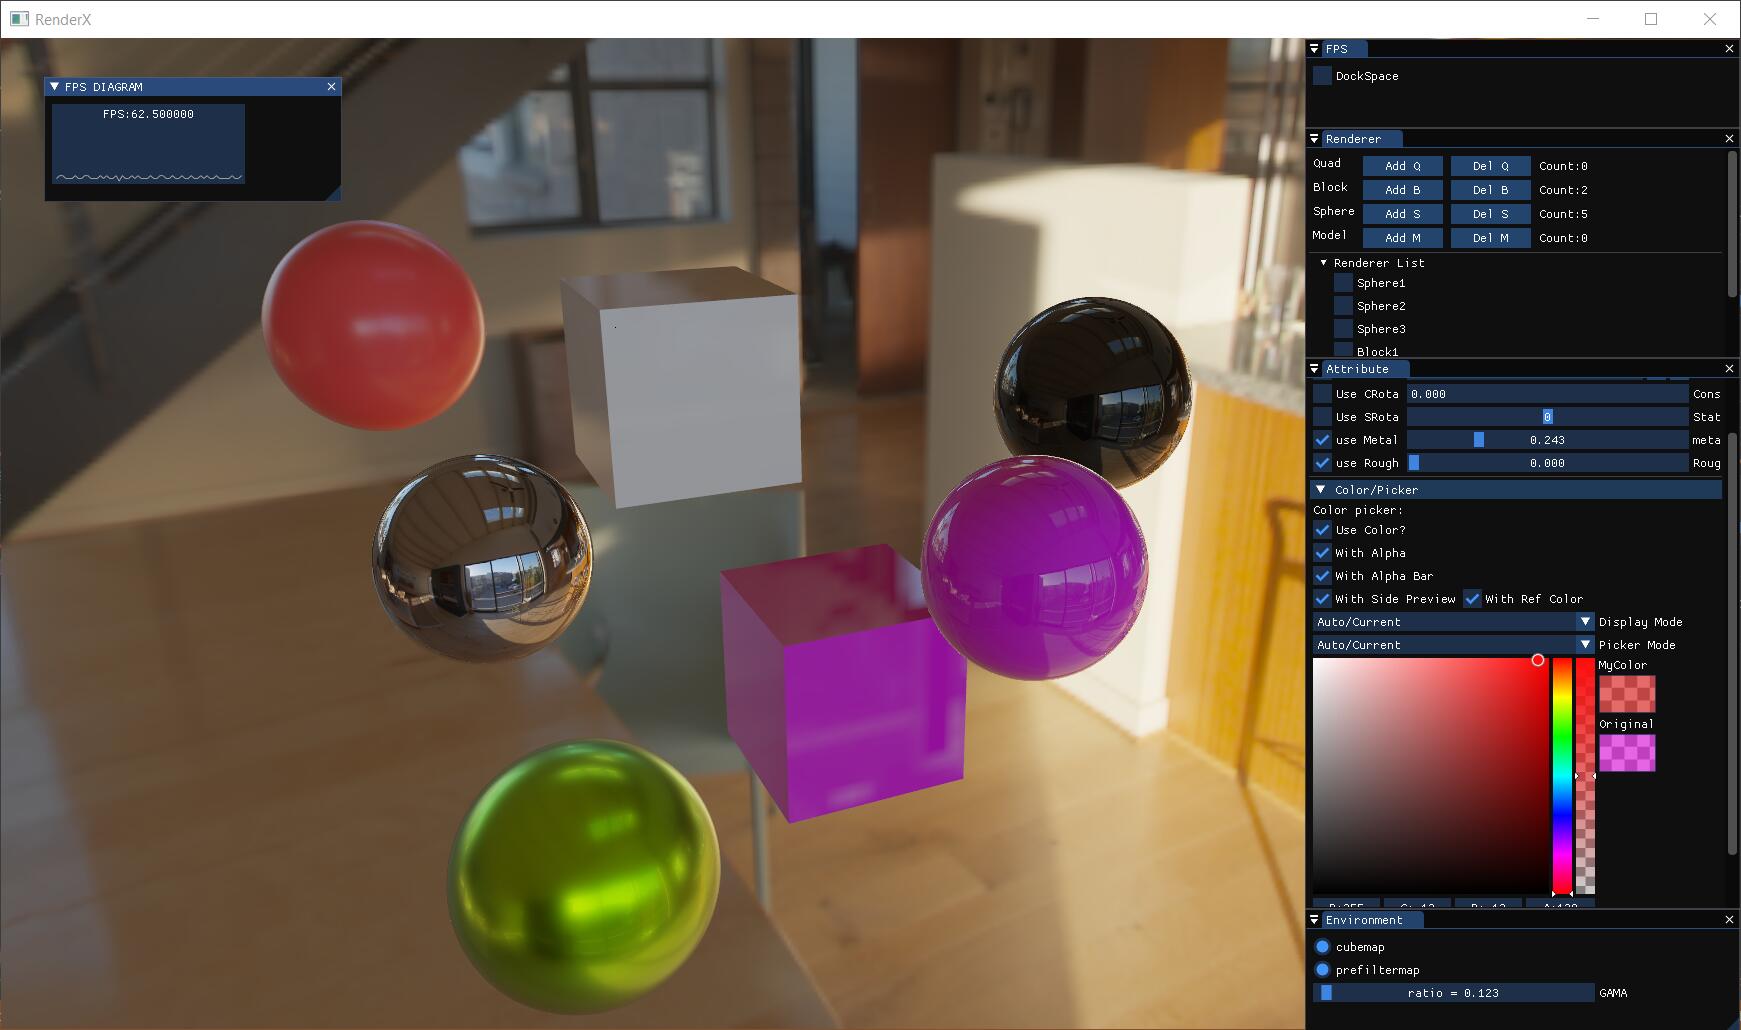 RenderX
FPS DIAGRAM
FPS:62.500000
FPS
DockSpace
Renderer
Quad Add Q Del Q Count:0
Block Add B Del B Count:2
Sphere Add S Del S Count:5
Model Add M Del M Count:0
Renderer List
Sphere1
Sphere2
Sphere3
Block1
Attribute
Use CRota 0.000 Cons
Use SRota 0 Stat
use Metal 0.243 meta
use Rough 0.000 Roug
Color/Picker
Color picker:
Use Color?
With Alpha
With Alpha Bar
With Side Preview With Ref Color
Auto/Current Display Mode
Auto/Current Picker Mode
MyColor
Original
Environment
cubemap
prefiltermap
ratio = 0.123 GAMA